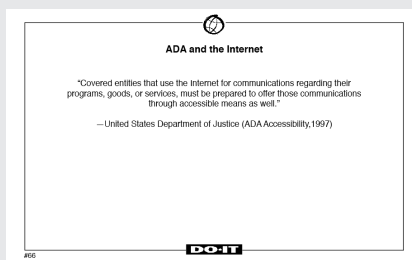 ADA and the Internet
“Covered entities that use the Internet for communications regarding their
programs, goods, or services, must be prepared to offer those communications
through accessible means as well.”
—United States Department of Justice (ADA Accessibility,1997)
DO-IT
#66